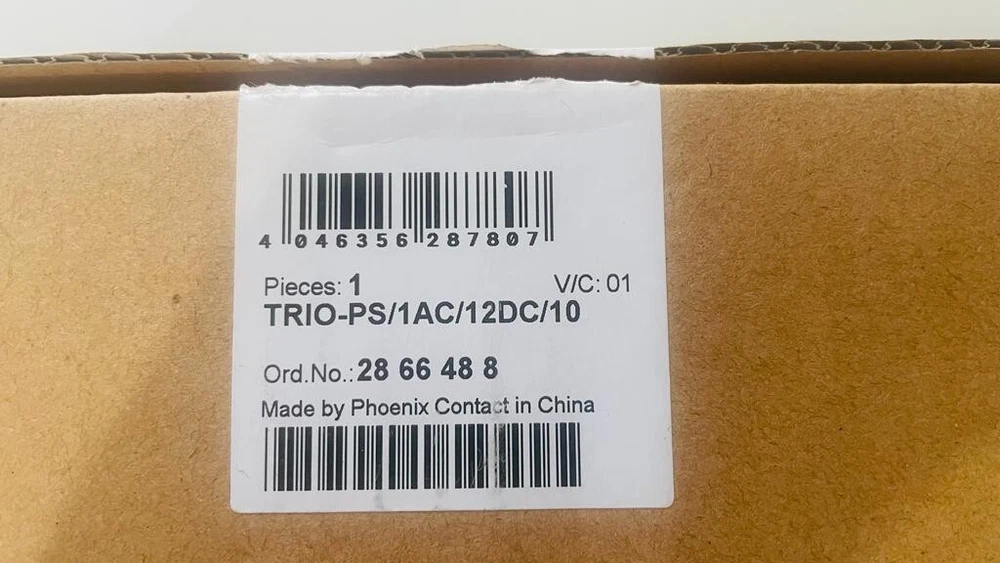 4 046356 287807
Pieces: 1 V/C: 01
TRIO-PS/1AC/12DC/10
Ord.No.: 28 66 48 8
Made by Phoenix Contact in China